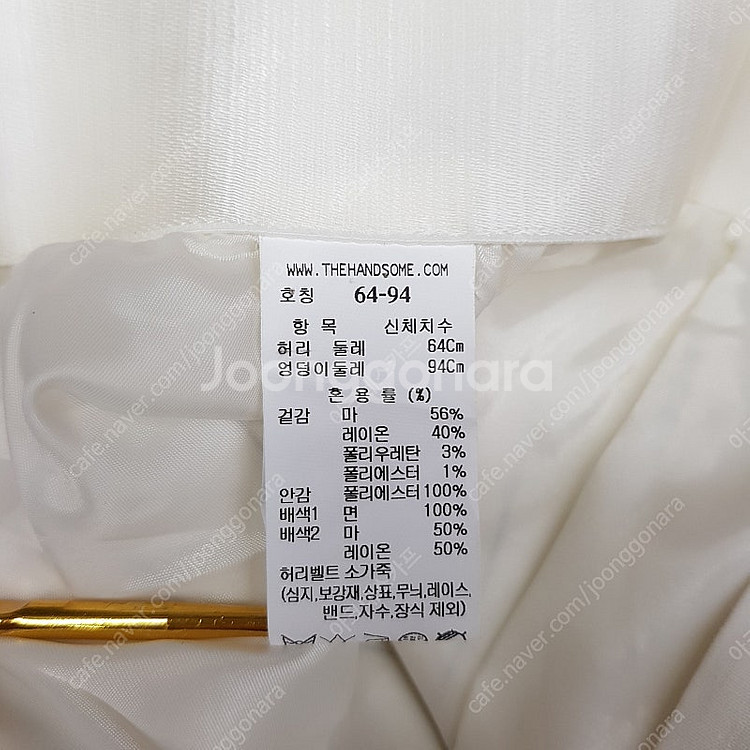 WWW.THEHANDSOME.COM
호칭 64-94
항 목 신체치수
허리 둘레 64Cm
엉덩이둘레 94Cm
혼 용 률 (%)
겉감 마 56%
레이온 40%
폴리우레탄 3%
폴리에스터 1%
안감 폴리에스터 100%
배색1 면 100%
배색2 마 50%
레이온 50%
허리벨트 소가죽
(심지,보강재,상표,무늬,레이스,
밴드,자수,장식 제외)
Joonggonara
cafe.naver.com/joonggonara